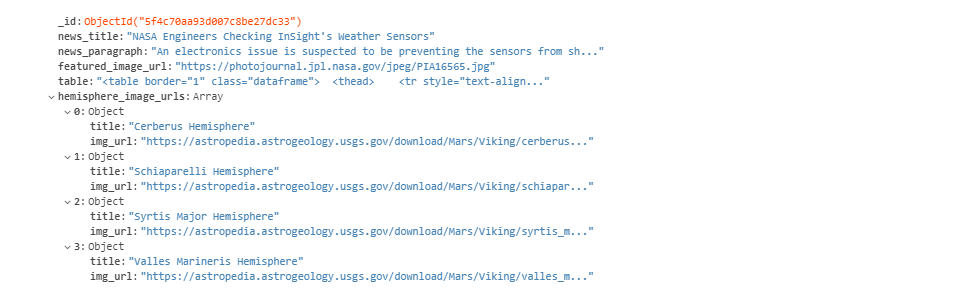 _id: ObjectId("5f4c70aa93d007c8be27dc33")
news_title: "NASA Engineers Checking InSight's Weather Sensors"
news_paragraph: "An electronics issue is suspected to be preventing the sensors from sh..."
featured_image_url: "https://photojournal.jpl.nasa.gov/jpeg/PIA16565.jpg"
table: "<table border="1" class="dataframe">  <thead>    <tr style="text-align..."
hemisphere_image_urls: Array
0: Object
title: "Cerberus Hemisphere"
img_url: "https://astropedia.astrogeology.usgs.gov/download/Mars/Viking/cerberus..."
1: Object
title: "Schiaparelli Hemisphere"
img_url: "https://astropedia.astrogeology.usgs.gov/download/Mars/Viking/schiapar..."
2: Object
title: "Syrtis Major Hemisphere"
img_url: "https://astropedia.astrogeology.usgs.gov/download/Mars/Viking/syrtis_m..."
3: Object
title: "Valles Marineris Hemisphere"
img_url: "https://astropedia.astrogeology.usgs.gov/download/Mars/Viking/valles_m..."